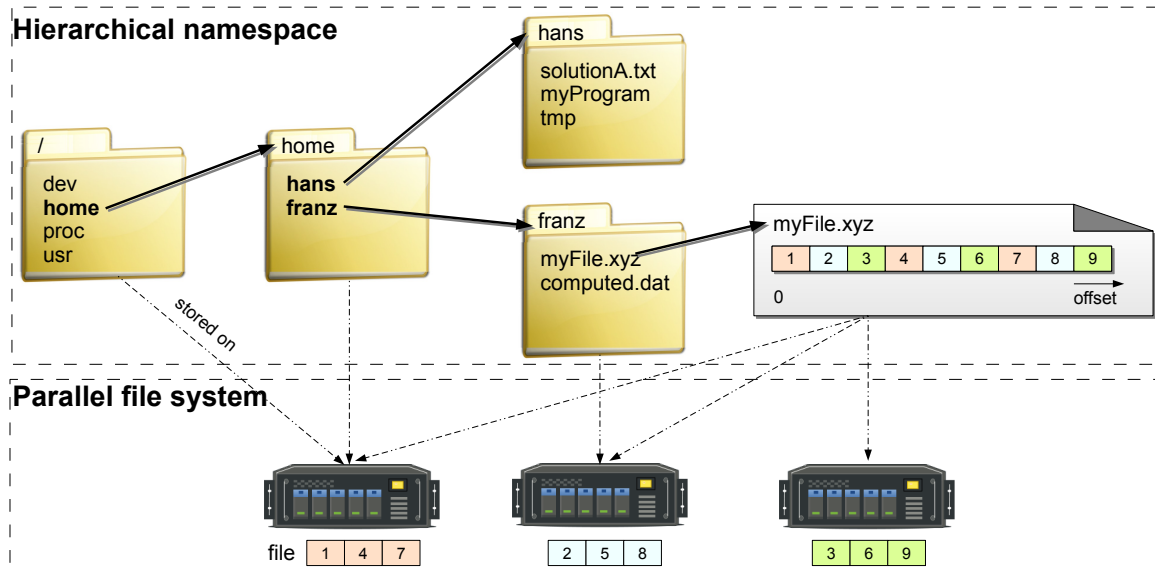 Hierarchical namespace
/
dev
home
proc
usr
home
hans
franz
hans
solutionA.txt
myProgram
tmp
franz
myFile.xyz
computed.dat
myFile.xyz
1 2 3 4 5 6 7 8 9
0 offset
stored on
Parallel file system
file 1 4 7 2 5 8 3 6 9